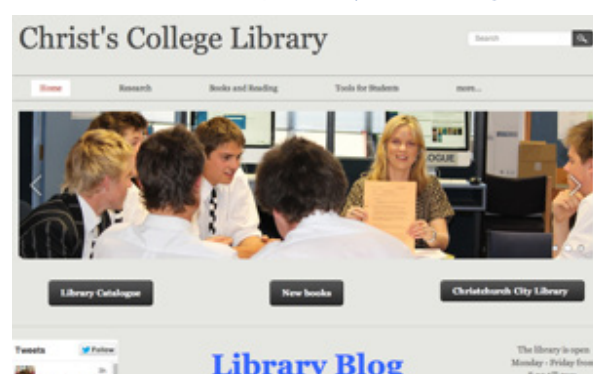 Christ's College Library
Search
Home Research Books and Reading Tools for Students more...
OGUE
Library Catalogue New books Christchurch City Library
Tweets Follow
Library Blog
The library is open
Monday - Friday from